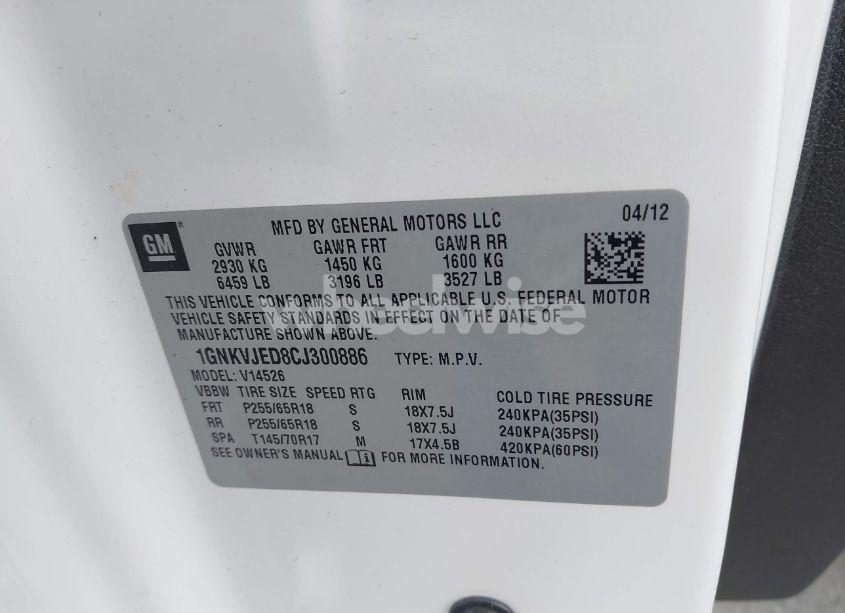 GM
MFD BY GENERAL MOTORS LLC 04/12
GVWR GAWR FRT GAWR RR
2930 KG 1450 KG 1600 KG
6459 LB 3196 LB 3527 LB
THIS VEHICLE CONFORMS TO ALL APPLICABLE U.S. FEDERAL MOTOR
VEHICLE SAFETY STANDARDS IN EFFECT ON THE DATE OF
MANUFACTURE SHOWN ABOVE.
1GNKVJED8CJ300886 TYPE: M.P.V.
MODEL: V14526
VBBW TIRE SIZE SPEED RTG RIM COLD TIRE PRESSURE
FRT P255/65R18 S 18X7.5J 240KPA(35PSI)
RR P255/65R18 S 18X7.5J 240KPA(35PSI)
SPA T145/70R17 M 17X4.5B 420KPA(60PSI)
SEE OWNER'S MANUAL FOR MORE INFORMATION.